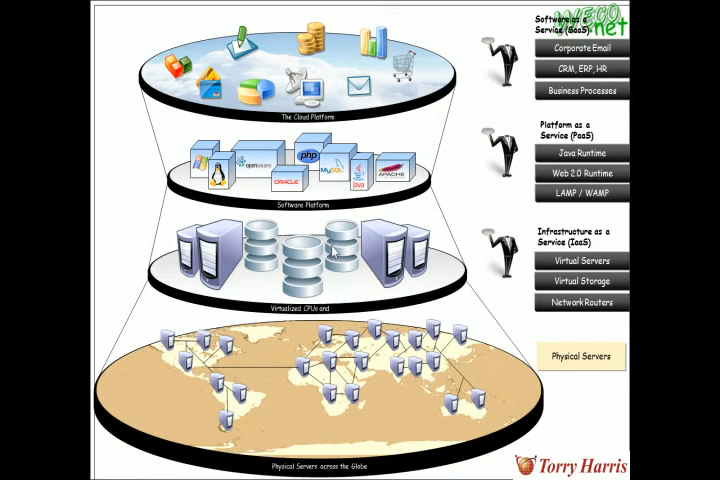 WECO
.net
Software as a
Service (SaaS)
Corporate Email
CRM, ERP, HR
Business Processes
The Cloud Platform
Platform as a
Service (PaaS)
Java Runtime
Web 2.0 Runtime
LAMP / WAMP
opensolaris
php
MySQL
ORACLE
Java
APACHE
Software Platform
Infrastructure as a
Service (IaaS)
Virtual Servers
Virtual Storage
Network Routers
Virtualized CPUs and
Physical Servers
Physical Servers across the Globe
Torry Harris